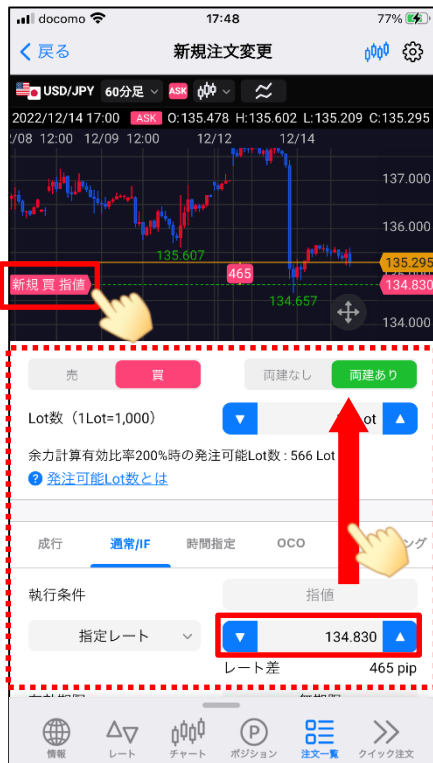 docomo 17:48 77%
戻る 新規注文変更
USD/JPY 60分足 ASK
2022/12/14 17:00 ASK O:135.478 H:135.602 L:135.209 C:135.295
/08 12:00 12/09 12:00 12/12 12/14
137.000
136.000
135.607
135.295
465
新規 買 指値
134.830
134.657
134.000
売 買 両建なし 両建あり
Lot数（1Lot=1,000） ▼ ot ▲
余力計算有効比率200%時の発注可能Lot数 : 566 Lot
? 発注可能Lot数とは
成行 通常/IF 時間指定 OCO ング
執行条件 指値
指定レート ▼ 134.830 ▲
レート差 465 pip
情報 レート チャート ポジション 注文一覧 クイック注文